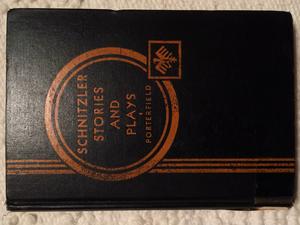 SCHNITZLER
STORIES
AND
PLAYS
PORTERFIELD